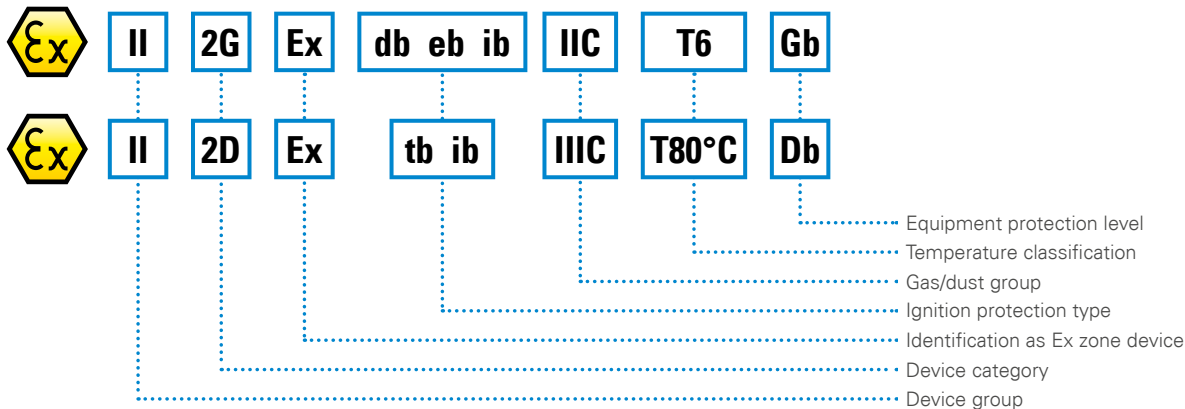 Ex II 2G Ex db eb ib IIC T6 Gb
Ex II 2D Ex tb ib IIIC T80°C Db
Equipment protection level
Temperature classification
Gas/dust group
Ignition protection type
Identification as Ex zone device
Device category
Device group